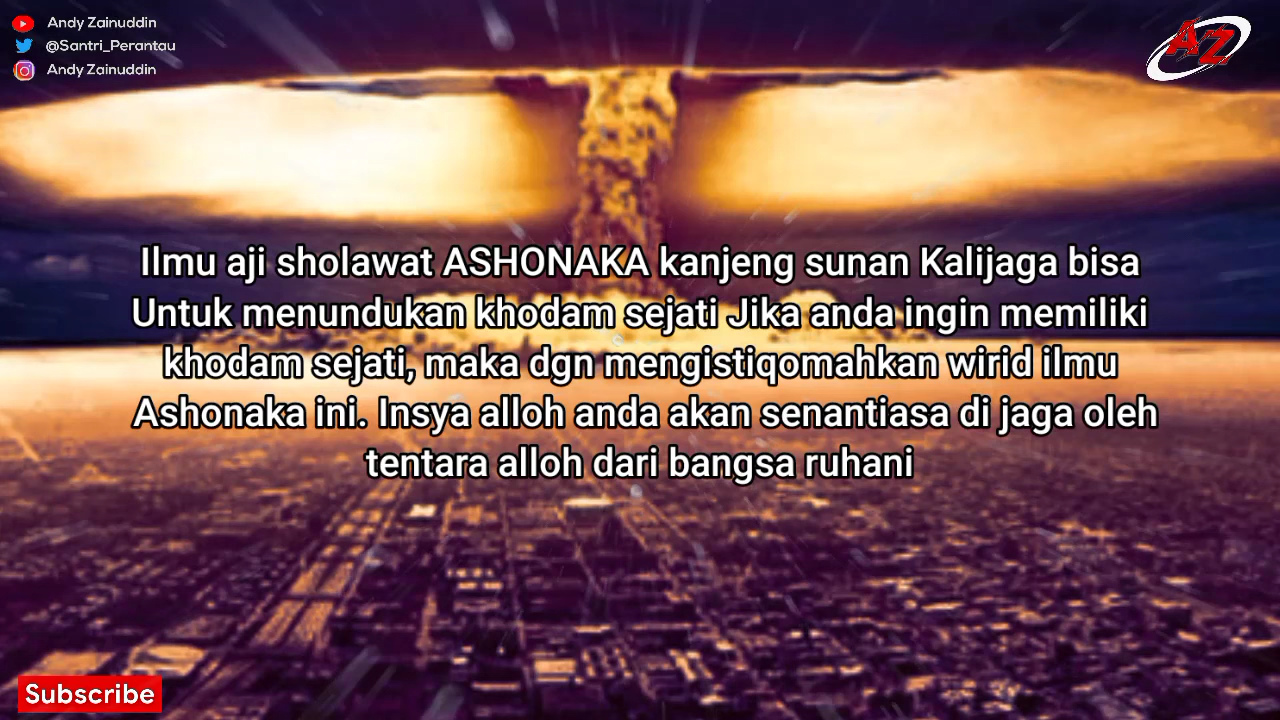 Andy Zainuddin
@Santri_Perantau
Andy Zainuddin
AZ
Ilmu aji sholawat ASHONAKA kanjeng sunan Kalijaga bisa
Untuk menundukan khodam sejati Jika anda ingin memiliki
khodam sejati, maka dgn mengistiqomahkan wirid ilmu
Ashonaka ini. Insya alloh anda akan senantiasa di jaga oleh
tentara alloh dari bangsa ruhani
Subscribe